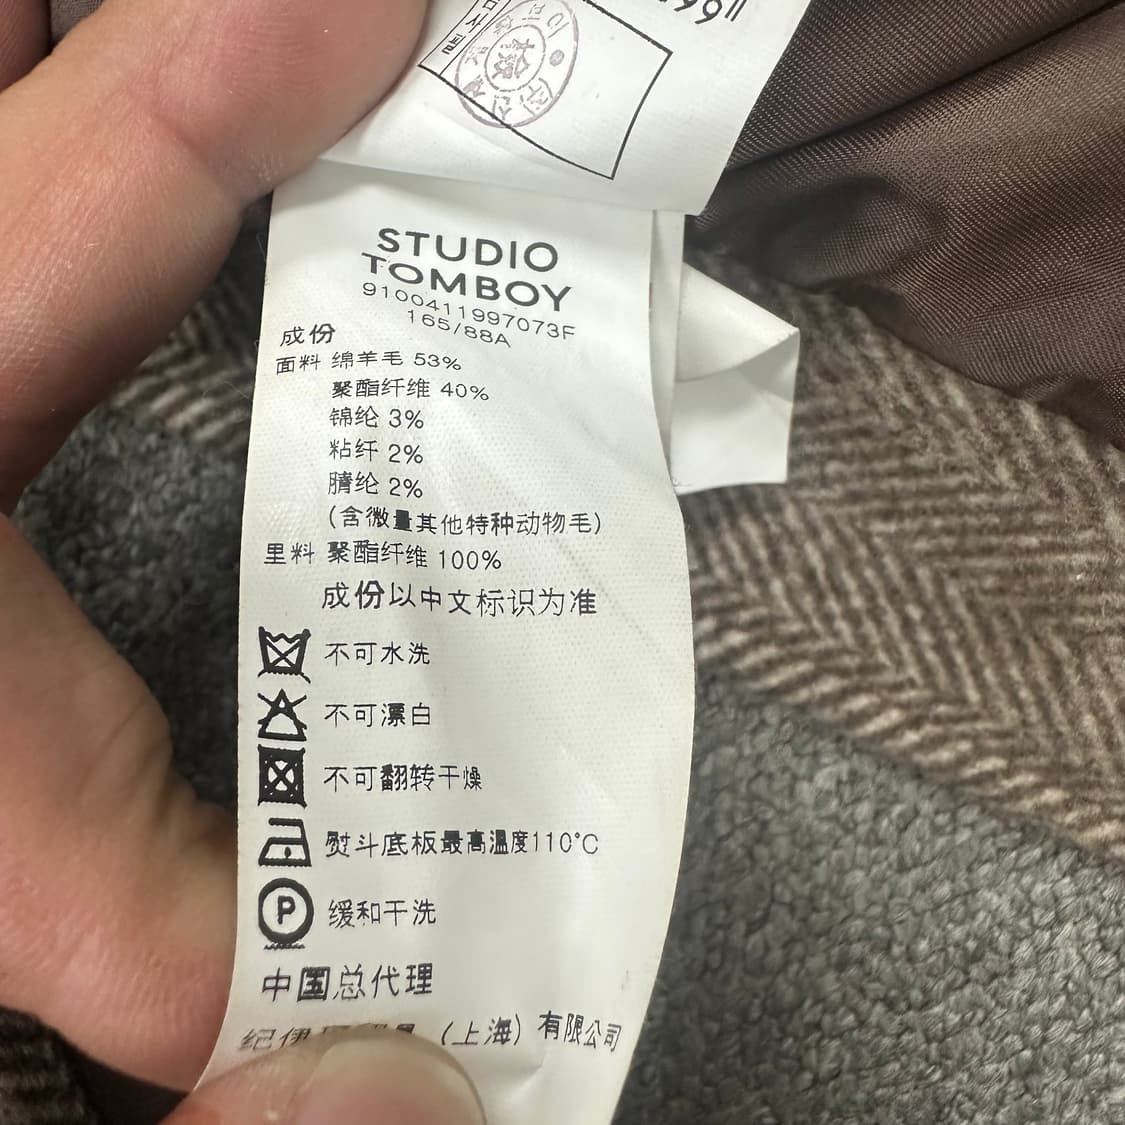 STUDIO
TOMBOY
9100411997073F
165/88A
成份
面料 绵羊毛 53%
聚酯纤维 40%
锦纶 3%
粘纤 2%
腈纶 2%
(含微量其他特种动物毛)
里料 聚酯纤维 100%
成份以中文标识为准
不可水洗
不可漂白
不可翻转干燥
熨斗底板最高温度110°C
P 缓和干洗
中国总代理
纪伊 (上海) 有限公司